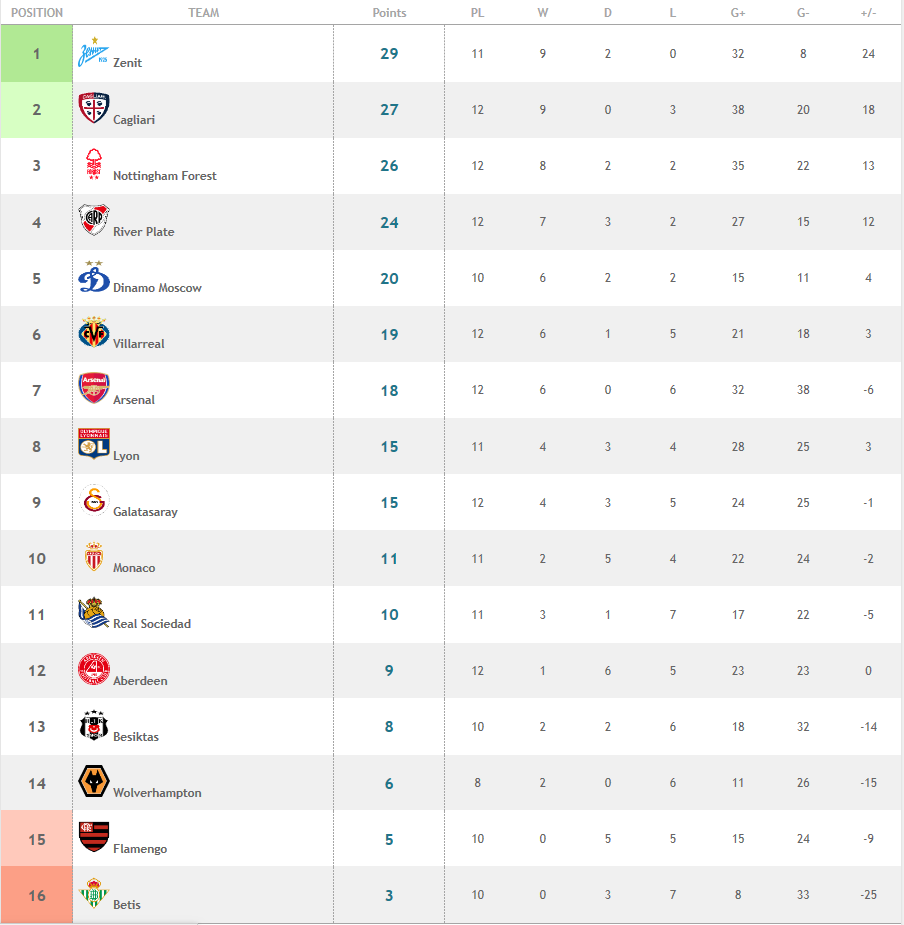 POSITION TEAM Points PL W D L G+ G- +/-
1 Zenit 29 11 9 2 0 32 8 24
2 Cagliari 27 12 9 0 3 38 20 18
3 Nottingham Forest 26 12 8 2 2 35 22 13
4 River Plate 24 12 7 3 2 27 15 12
5 Dinamo Moscow 20 10 6 2 2 15 11 4
6 Villarreal 19 12 6 1 5 21 18 3
7 Arsenal 18 12 6 0 6 32 38 -6
8 Lyon 15 11 4 3 4 28 25 3
9 Galatasaray 15 12 4 3 5 24 25 -1
10 Monaco 11 11 2 5 4 22 24 -2
11 Real Sociedad 10 11 3 1 7 17 22 -5
12 Aberdeen 9 12 1 6 5 23 23 0
13 Besiktas 8 10 2 2 6 18 32 -14
14 Wolverhampton 6 8 2 0 6 11 26 -15
15 Flamengo 5 10 0 5 5 15 24 -9
16 Betis 3 10 0 3 7 8 33 -25